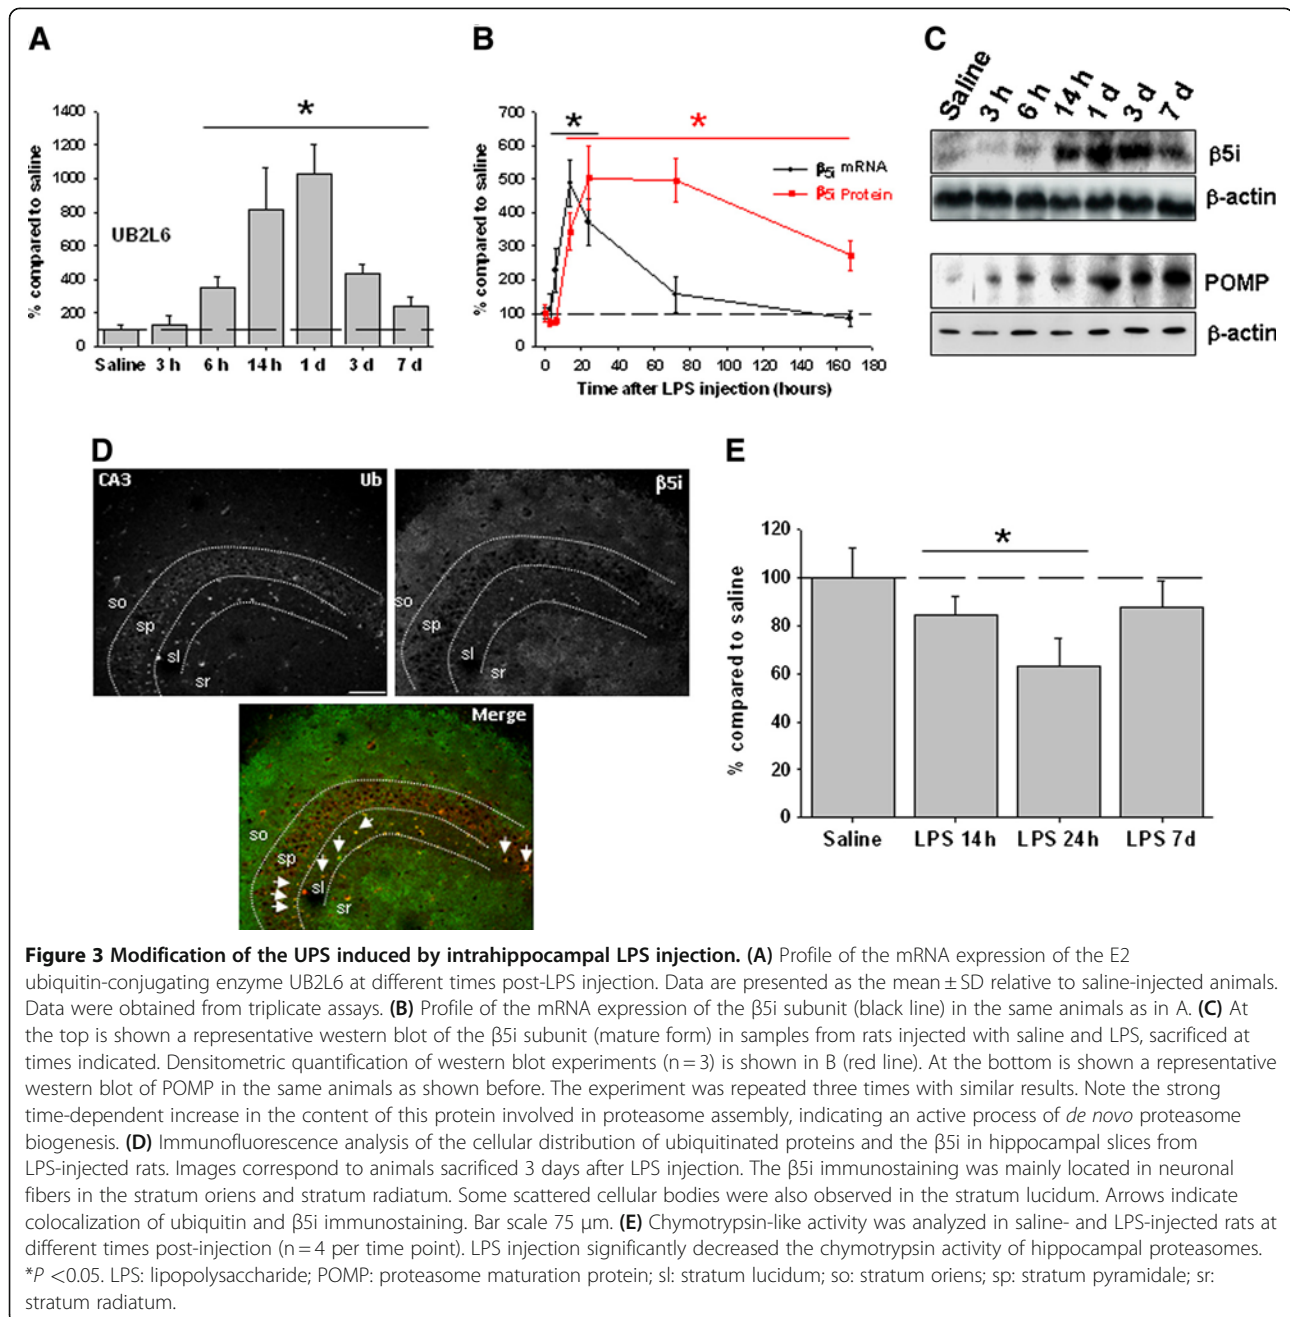 A
1400
1200
1000
800
600
400
200
0
% compared to saline
UB2L6
*
Saline 3 h 6 h 14 h 1 d 3 d 7 d
B
700
600
500
400
300
200
100
0
% compared to saline
* *
β5i mRNA
β5i Protein
0 20 40 60 80 100 120 140 160 180
Time after LPS injection (hours)
C
Saline 3 h 6 h 14 h 1 d 3 d 7 d
β5i
β-actin
POMP
β-actin
D
CA3 Ub
so
sp
sl
sr
β5i
so
sp
sl
sr
Merge
so
sp
sl
sr
E
120
100
80
60
40
20
0
% compared to saline
*
Saline LPS 14h LPS 24h LPS 7d
Figure 3 Modification of the UPS induced by intrahippocampal LPS injection. (A) Profile of the mRNA expression of the E2
ubiquitin-conjugating enzyme UB2L6 at different times post-LPS injection. Data are presented as the mean ± SD relative to saline-injected animals.
Data were obtained from triplicate assays. (B) Profile of the mRNA expression of the β5i subunit (black line) in the same animals as in A. (C) At
the top is shown a representative western blot of the β5i subunit (mature form) in samples from rats injected with saline and LPS, sacrificed at
times indicated. Densitometric quantification of western blot experiments (n = 3) is shown in B (red line). At the bottom is shown a representative
western blot of POMP in the same animals as shown before. The experiment was repeated three times with similar results. Note the strong
time-dependent increase in the content of this protein involved in proteasome assembly, indicating an active process of de novo proteasome
biogenesis. (D) Immunofluorescence analysis of the cellular distribution of ubiquitinated proteins and the β5i in hippocampal slices from
LPS-injected rats. Images correspond to animals sacrificed 3 days after LPS injection. The β5i immunostaining was mainly located in neuronal
fibers in the stratum oriens and stratum radiatum. Some scattered cellular bodies were also observed in the stratum lucidum. Arrows indicate
colocalization of ubiquitin and β5i immunostaining. Bar scale 75 μm. (E) Chymotrypsin-like activity was analyzed in saline- and LPS-injected rats at
different times post-injection (n = 4 per time point). LPS injection significantly decreased the chymotrypsin activity of hippocampal proteasomes.
*P <0.05. LPS: lipopolysaccharide; POMP: proteasome maturation protein; sl: stratum lucidum; so: stratum oriens; sp: stratum pyramidale; sr:
stratum radiatum.